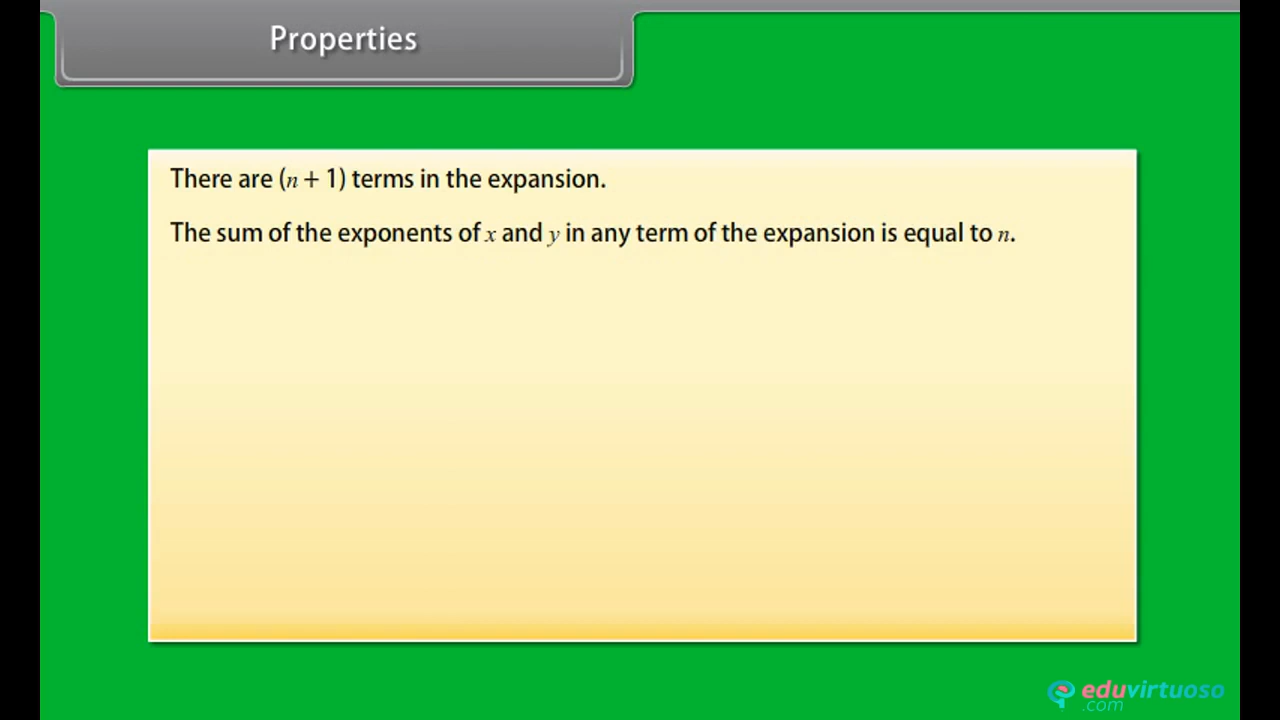 Properties
There are (n + 1) terms in the expansion.
The sum of the exponents of x and y in any term of the expansion is equal to n.
eduvirtuoso
.com